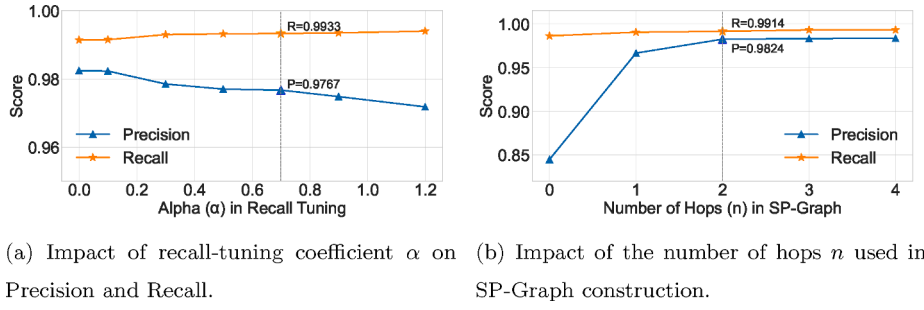 1.00
0.98
0.96
Score
R=0.9933
P=0.9767
Precision
Recall
0.0 0.2 0.4 0.6 0.8 1.0 1.2
Alpha (α) in Recall Tuning
1.00
0.95
0.90
0.85
Score
R=0.9914
P=0.9824
Precision
Recall
0 1 2 3 4
Number of Hops (n) in SP-Graph
(a) Impact of recall-tuning coefficient α on
Precision and Recall.
(b) Impact of the number of hops n used in
SP-Graph construction.